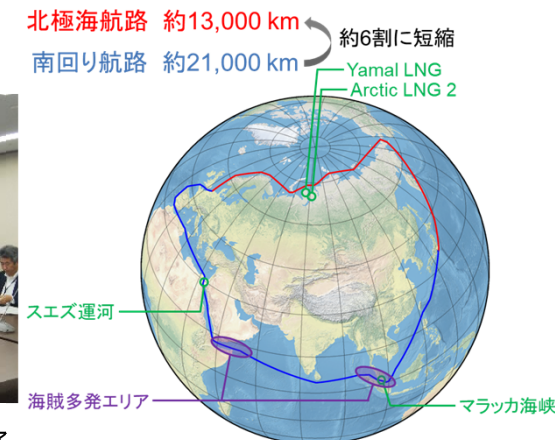 北極海航路 約13,000 km
南回り航路 約21,000 km
約6割に短縮
Yamal LNG
Arctic LNG 2
スエズ運河
海賊多発エリア
マラッカ海峡